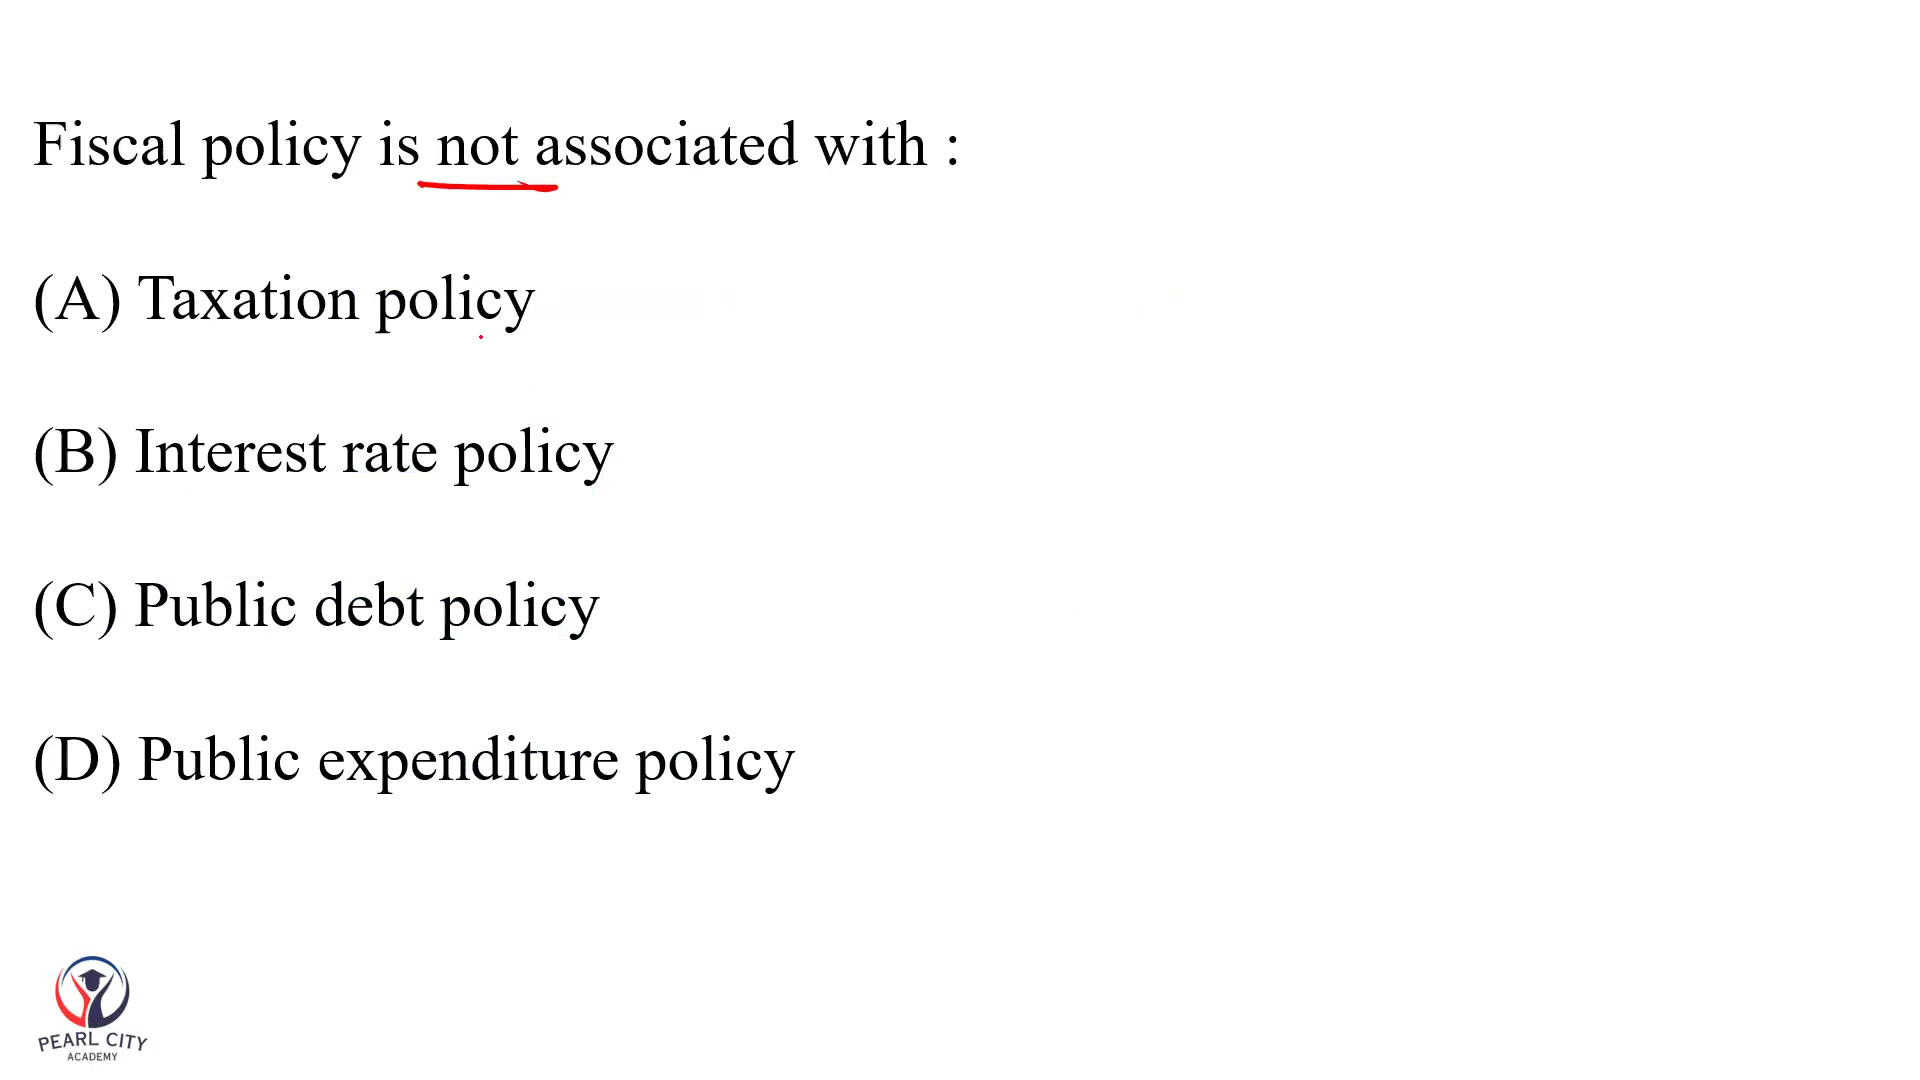 Fiscal policy is not associated with :
(A) Taxation policy
(B) Interest rate policy
(C) Public debt policy
(D) Public expenditure policy
PEARL CITY
ACADEMY